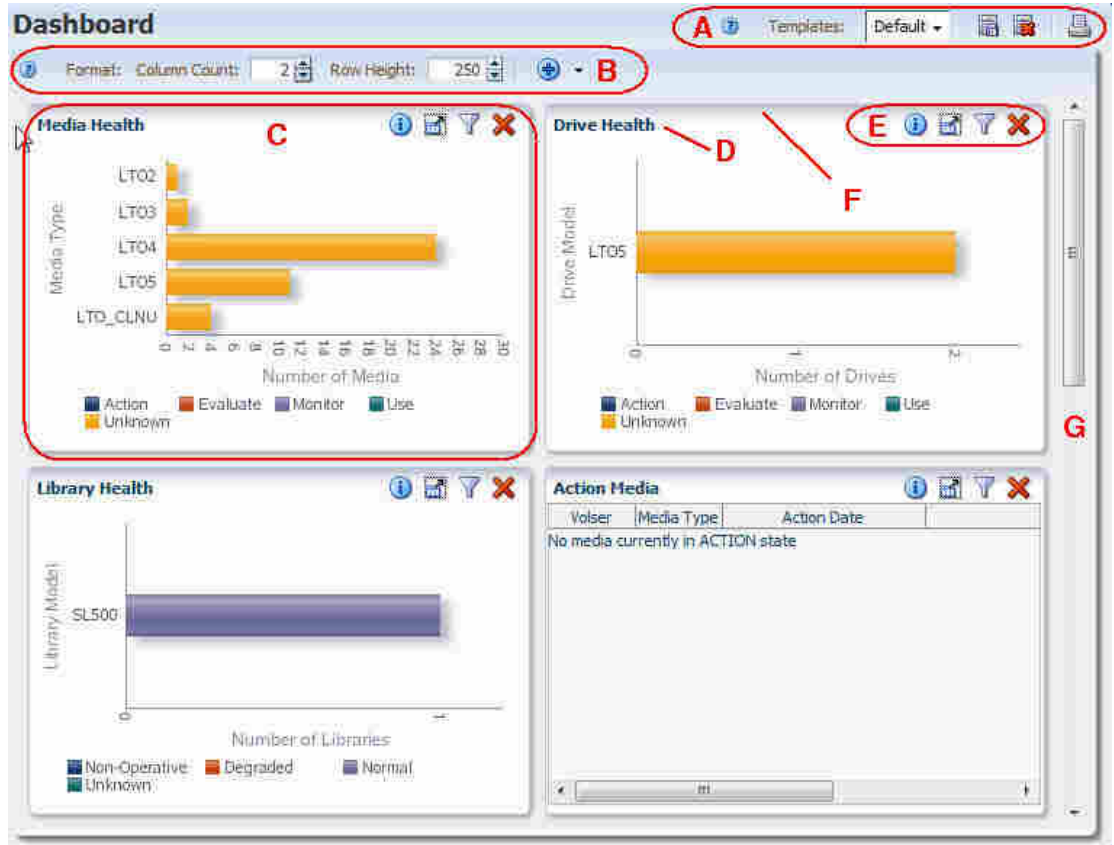 Dashboard
A Templates: Default
Format: Column Count: 2 Row Height: 250 B
Media Health C
Media Type
LTO2
LTO3
LTO4
LTO5
LTO_CLNU
0 2 4 6 8 10 12 14 16 18 20 22 24 26 28 30
Number of Media
Action Evaluate Monitor Use
Unknown
Drive Health D E
F
Drive Model
LTO5
0 1 2
Number of Drives
Action Evaluate Monitor Use
Unknown
G
Library Health
Library Model
SL500
0 1
Number of Libraries
Non-Operative Degraded Normal
Unknown
Action Media
Volser Media Type Action Date
No media currently in ACTION state